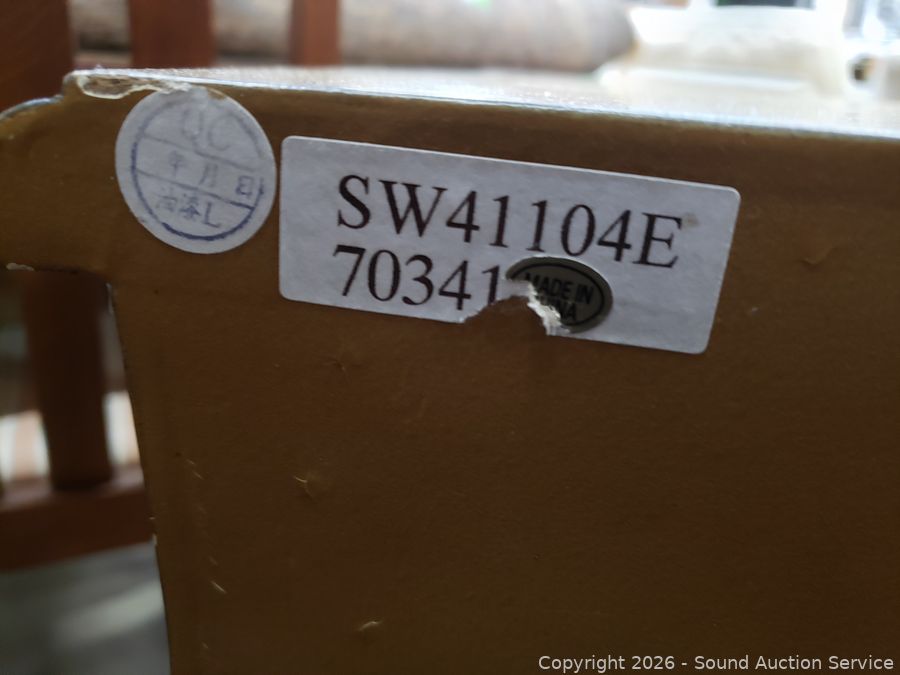 QC
年 月 日
油漆L
SW41104E
70341
MADE IN
Copyright © 2026 - Sound Auction Service